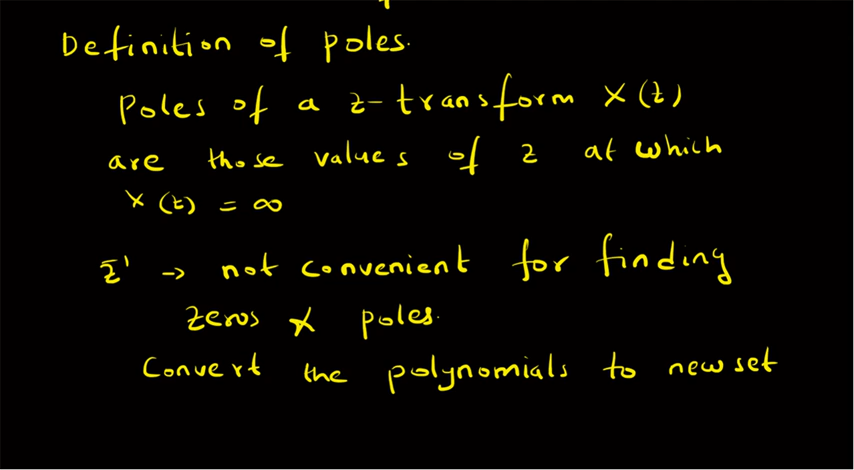 Definition of poles.
Poles of a z-transform X(z)
are those values of z at which
X(z) = ∞
z⁻¹ → not convenient for finding
zeros & poles.
Convert the polynomials to new set